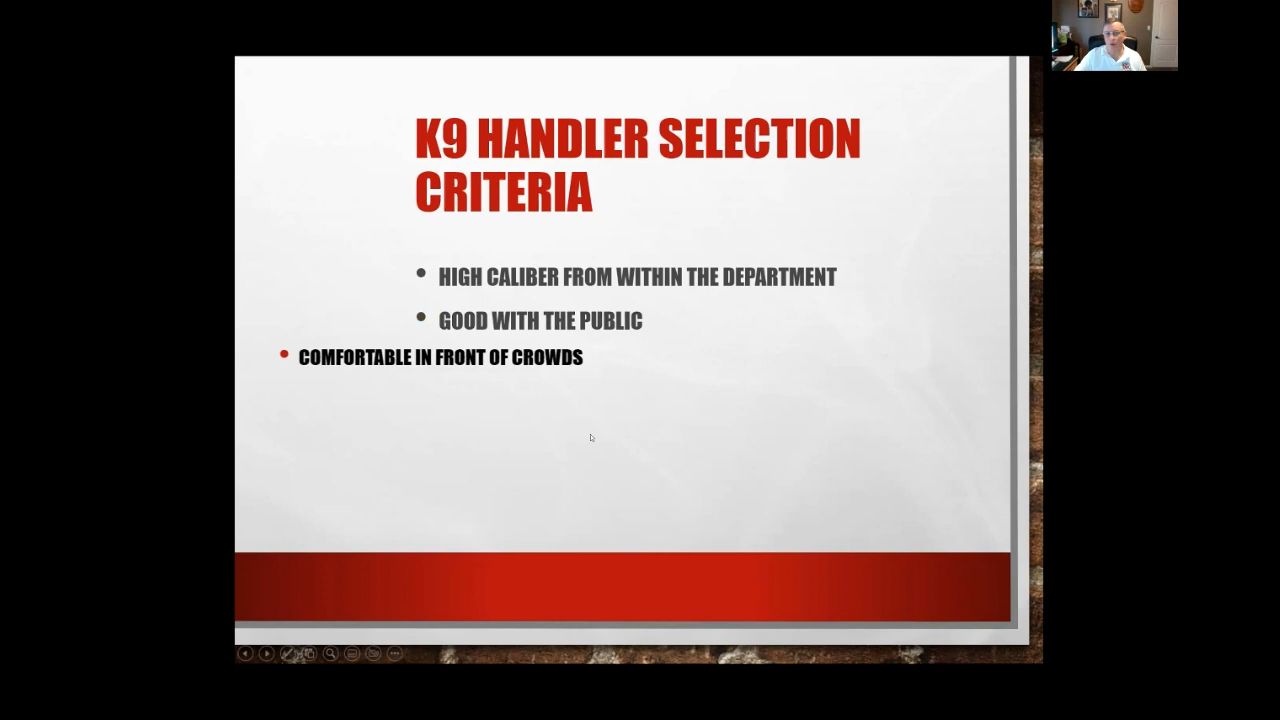 K9 HANDLER SELECTION
CRITERIA
• HIGH CALIBER FROM WITHIN THE DEPARTMENT
• GOOD WITH THE PUBLIC
• COMFORTABLE IN FRONT OF CROWDS